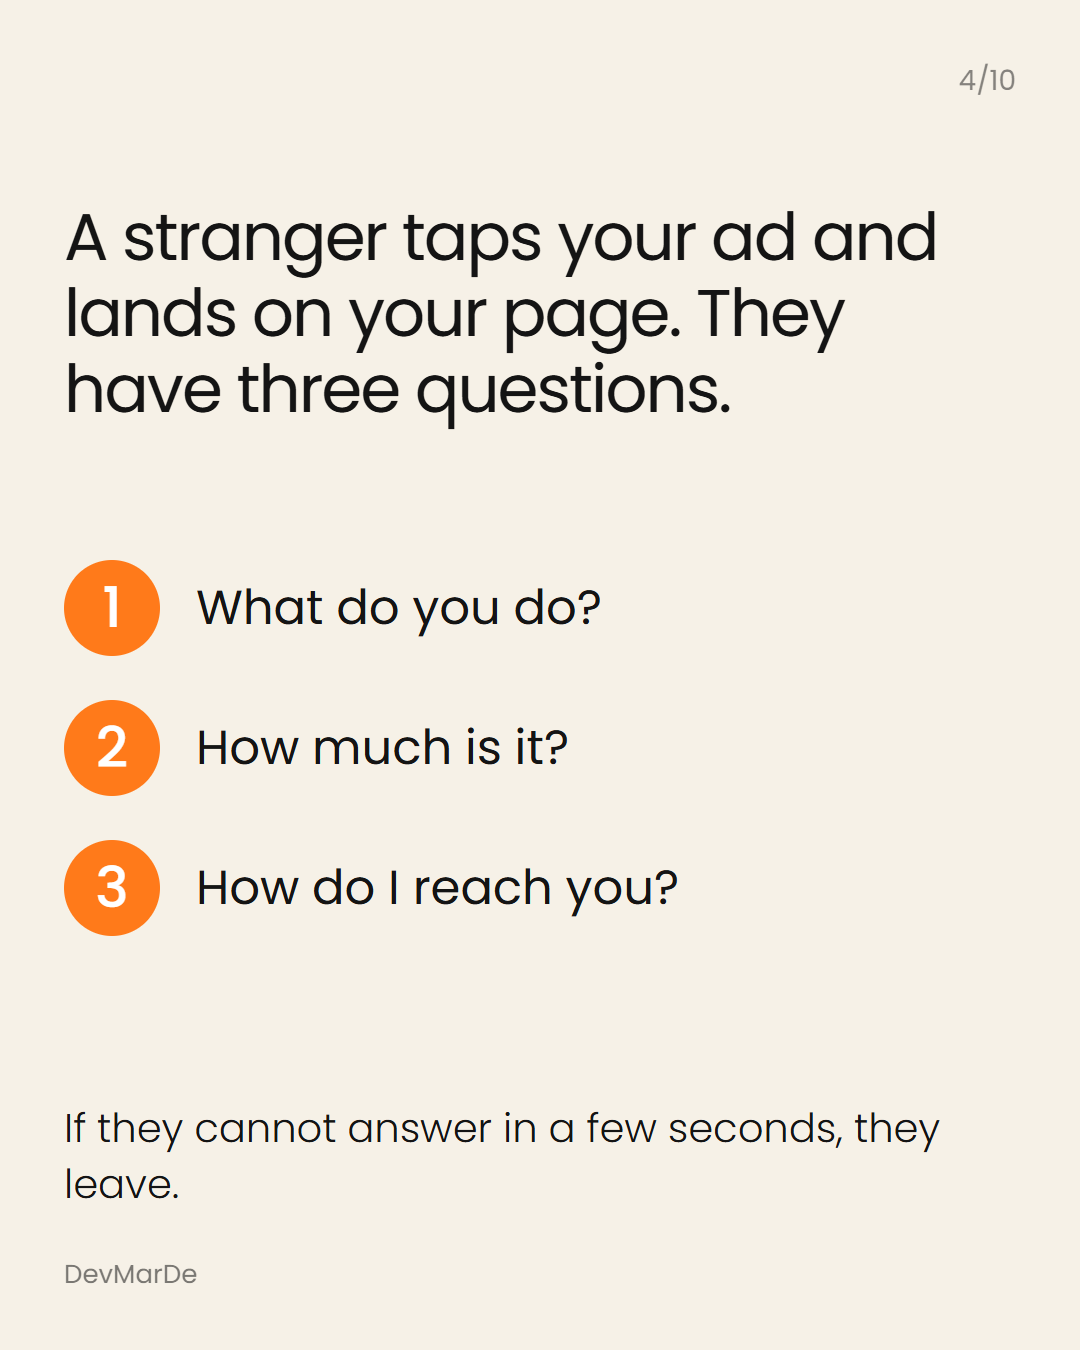 4/10
A stranger taps your ad and
lands on your page. They
have three questions.
1 What do you do?
2 How much is it?
3 How do I reach you?
If they cannot answer in a few seconds, they
leave.
DevMarDe